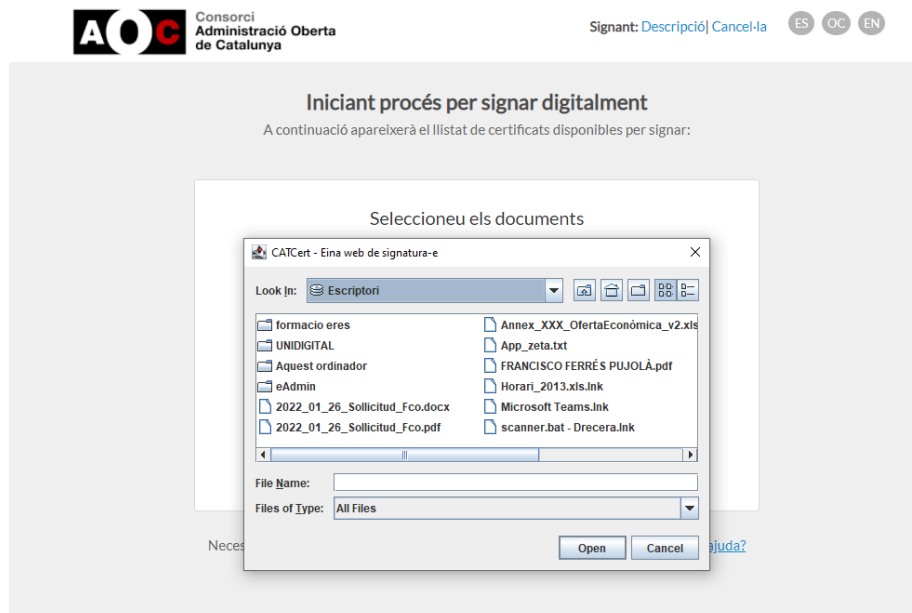 AOC
Consorci
Administració Oberta
de Catalunya
Signant: Descripció| Cancel·la
ES OC EN
Iniciant procés per signar digitalment
A continuació apareixerà el llistat de certificats disponibles per signar:
Seleccioneu els documents
CATCert - Eina web de signatura-e
Look In: Escriptori
formacio eres
UNIDIGITAL
Aquest ordinador
eAdmin
2022_01_26_Sollicitud_Fco.docx
2022_01_26_Sollicitud_Fco.pdf
Annex_XXX_OfertaEconòmica_v2.xls
App_zeta.txt
FRANCISCO FERRÉS PUJOLÀ.pdf
Horari_2013.xls.lnk
Microsoft Teams.lnk
scanner.bat - Drecera.lnk
File Name:
Files of Type: All Files
Open Cancel
Neces ajuda?